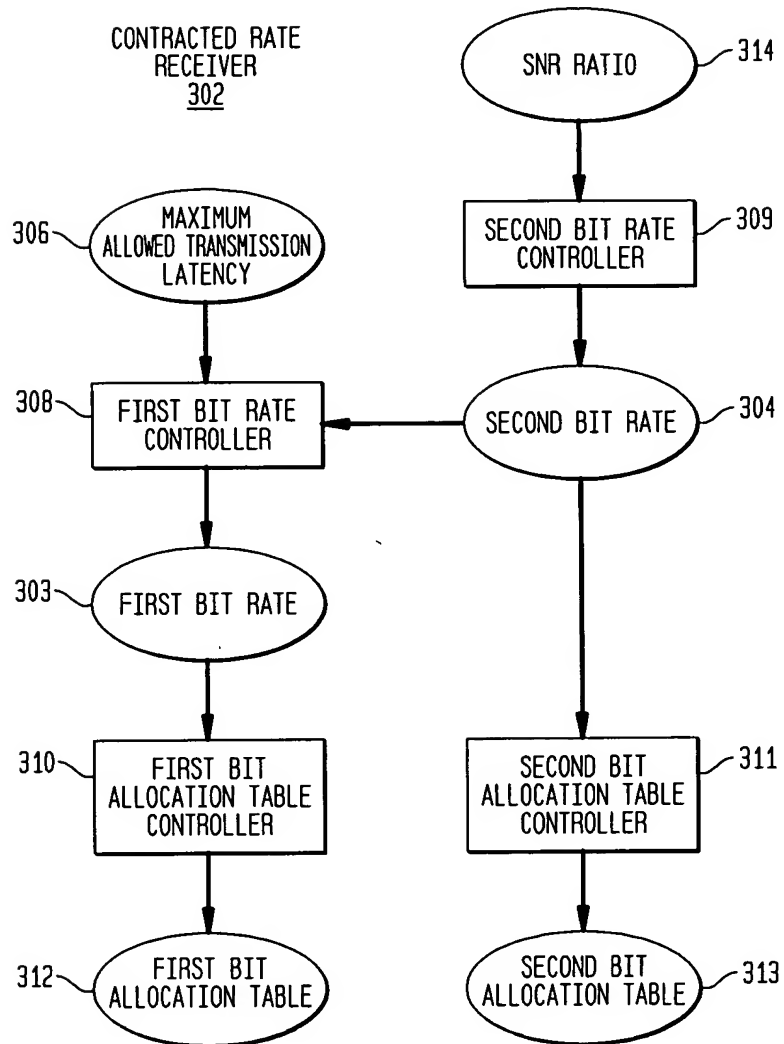 CONTRACTED RATE
RECEIVER
302
SNR RATIO
314
306
MAXIMUM
ALLOWED TRANSMISSION
LATENCY
SECOND BIT RATE
CONTROLLER
309
308
FIRST BIT RATE
CONTROLLER
SECOND BIT RATE
304
303
FIRST BIT RATE
310
FIRST BIT
ALLOCATION TABLE
CONTROLLER
SECOND BIT
ALLOCATION TABLE
CONTROLLER
311
312
FIRST BIT
ALLOCATION TABLE
SECOND BIT
ALLOCATION TABLE
313